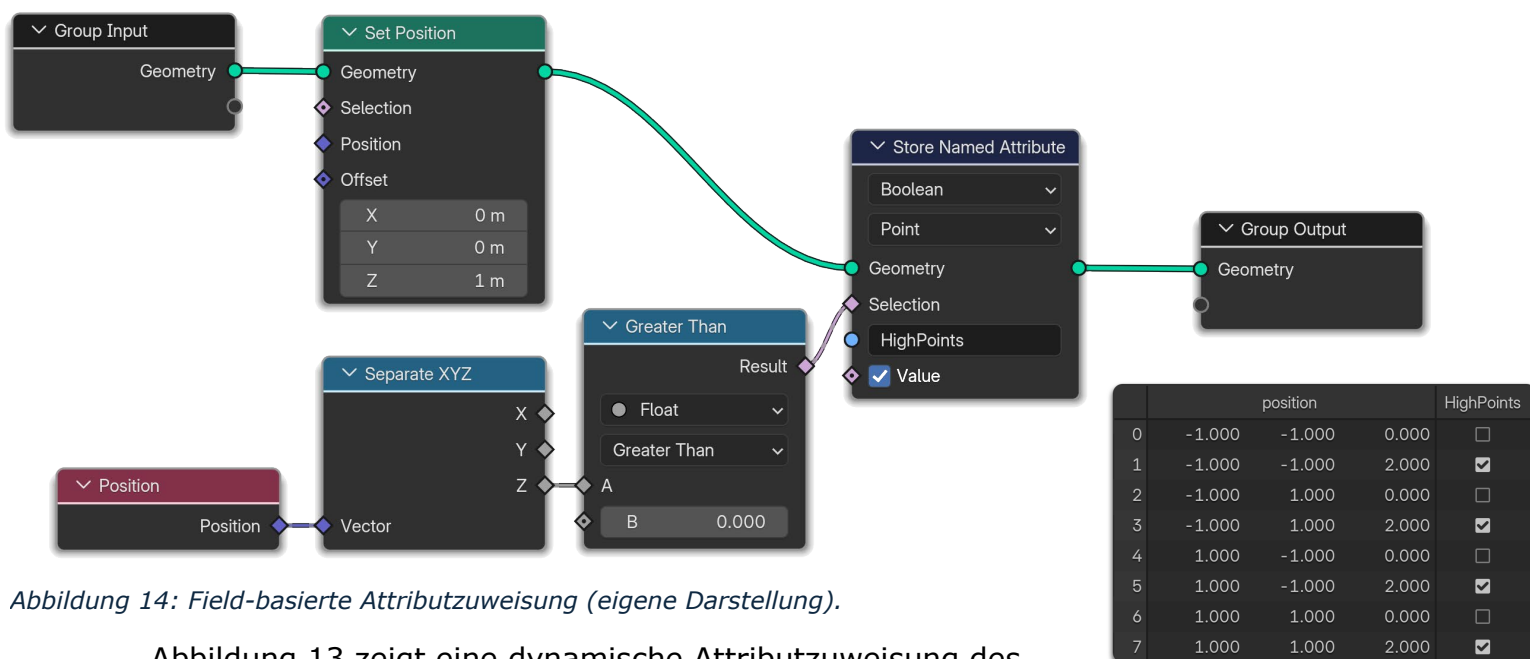 Group Input
Geometry
Set Position
Geometry
Selection
Position
Offset
X 0 m
Y 0 m
Z 1 m
Store Named Attribute
Boolean
Point
Geometry
Selection
HighPoints
Value
Group Output
Geometry
Greater Than
Result
Float
Greater Than
A
B 0.000
Separate XYZ
X
Y
Z
Vector
Position
Position
position HighPoints
0 -1.000 -1.000 0.000
1 -1.000 -1.000 2.000
2 -1.000 1.000 0.000
3 -1.000 1.000 2.000
4 1.000 -1.000 0.000
5 1.000 -1.000 2.000
6 1.000 1.000 0.000
7 1.000 1.000 2.000
Abbildung 14: Field-basierte Attributzuweisung (eigene Darstellung).
Abbildung 13 zeigt eine dynamische Attributzuweisung des